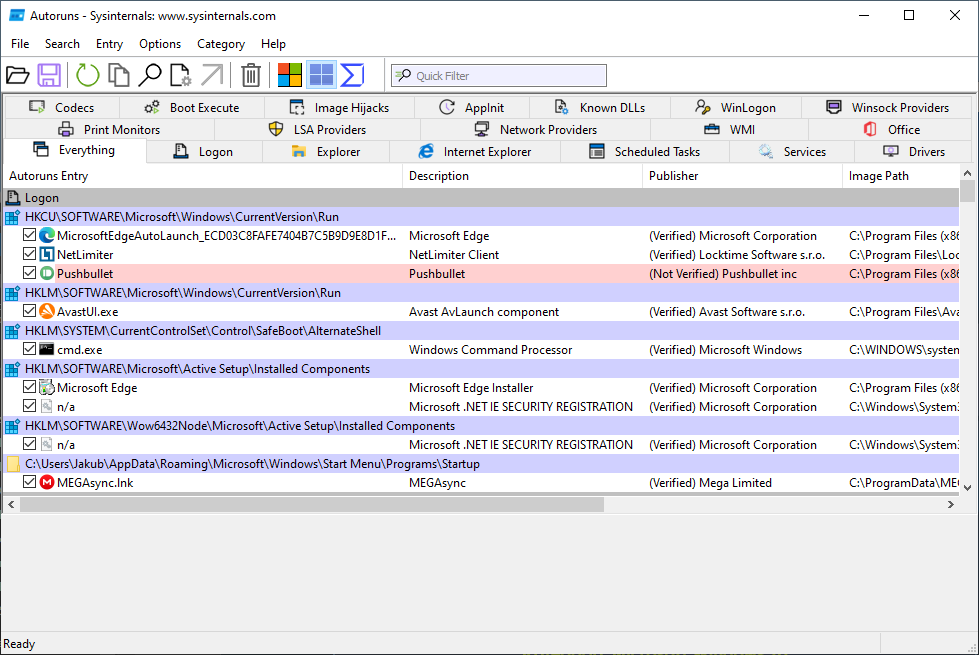 Autoruns - Sysinternals: www.sysinternals.com
File Search Entry Options Category Help
Quick Filter
Codecs Boot Execute Image Hijacks AppInit Known DLLs WinLogon Winsock Providers
Print Monitors LSA Providers Network Providers WMI Office
Everything Logon Explorer Internet Explorer Scheduled Tasks Services Drivers
Autoruns Entry Description Publisher Image Path
Logon
HKCU\SOFTWARE\Microsoft\Windows\CurrentVersion\Run
MicrosoftEdgeAutoLaunch_ECD03C8FAFE7404B7C5B9D9E8D1F... Microsoft Edge (Verified) Microsoft Corporation C:\Program Files (x86
NetLimiter NetLimiter Client (Verified) Locktime Software s.r.o. C:\Program Files\Loc
Pushbullet Pushbullet (Not Verified) Pushbullet inc C:\Program Files (x86
HKLM\SOFTWARE\Microsoft\Windows\CurrentVersion\Run
AvastUI.exe Avast AvLaunch component (Verified) Avast Software s.r.o. C:\Program Files\Ava
HKLM\SYSTEM\CurrentControlSet\Control\SafeBoot\AlternateShell
cmd.exe Windows Command Processor (Verified) Microsoft Windows C:\WINDOWS\system
HKLM\SOFTWARE\Microsoft\Active Setup\Installed Components
Microsoft Edge Microsoft Edge Installer (Verified) Microsoft Corporation C:\Program Files (x86
n/a Microsoft .NET IE SECURITY REGISTRATION (Verified) Microsoft Corporation C:\Windows\System3
HKLM\SOFTWARE\Wow6432Node\Microsoft\Active Setup\Installed Components
n/a Microsoft .NET IE SECURITY REGISTRATION (Verified) Microsoft Corporation C:\Windows\System3
C:\Users\Jakub\AppData\Roaming\Microsoft\Windows\Start Menu\Programs\Startup
MEGAsync.lnk MEGAsync (Verified) Mega Limited C:\ProgramData\MEG
Ready